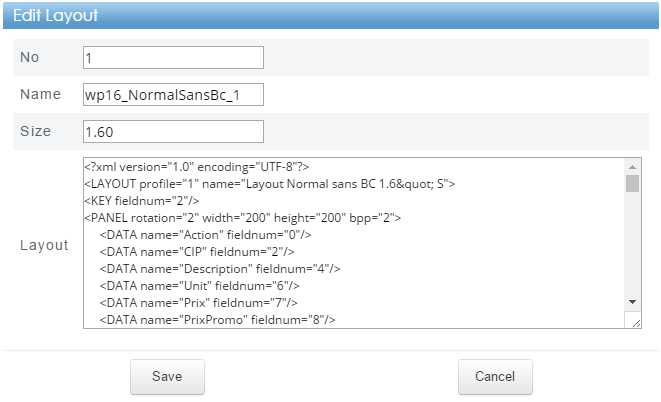 Edit Layout
No
1
Name
wp16_NormalSansBc_1
Size
1.60
Layout
<?xml version="1.0" encoding="UTF-8"?>
<LAYOUT profile="1" name="Layout Normal sans BC 1.6&quot; S">
<KEY fieldnum="2"/>
<PANEL rotation="2" width="200" height="200" bpp="2">
<DATA name="Action" fieldnum="0"/>
<DATA name="CIP" fieldnum="2"/>
<DATA name="Description" fieldnum="4"/>
<DATA name="Unit" fieldnum="6"/>
<DATA name="Prix" fieldnum="7"/>
<DATA name="PrixPromo" fieldnum="8"/>
Save
Cancel